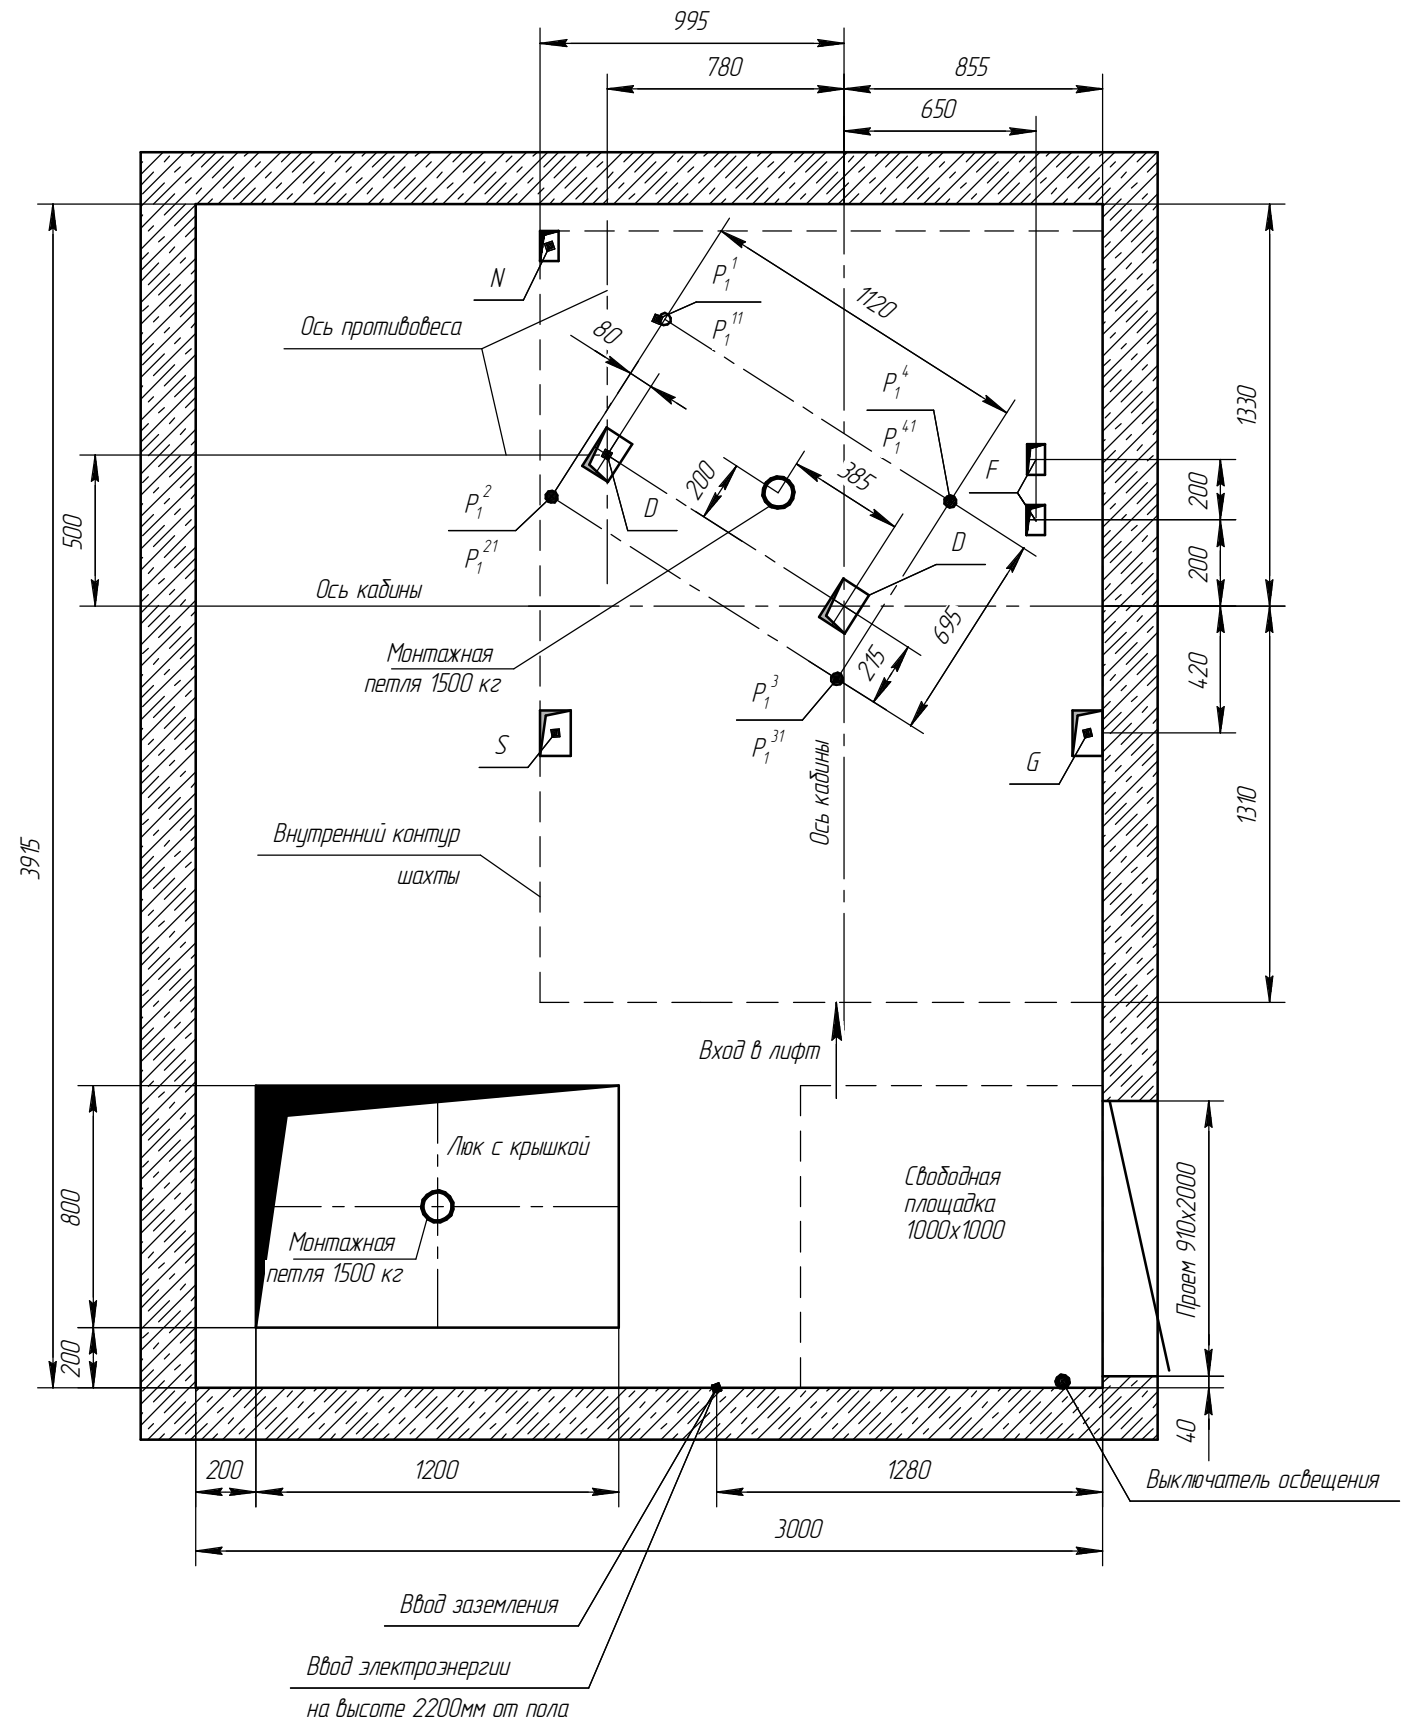 995
780
855
650
N
P₁¹
1120
Ось противовеса
80
P₁¹¹
P₁⁴
1330
P₁⁴¹
385
F
200
200
P₁²
D
500
D
P₁²¹
200
Ось кабины
695
Монтажная
петля 1500 кг
215
420
P₁³
S
P₁³¹
G
Ось кабины
1310
Внутренний контур
шахты
3915
Вход в лифт
Люк с крышкой
800
Свободная
площадка
1000х1000
Проем 910х2000
Монтажная
петля 1500 кг
200
40
200
1200
1280
Выключатель освещения
3000
Ввод заземления
Ввод электроэнергии
на высоте 2200мм от пола